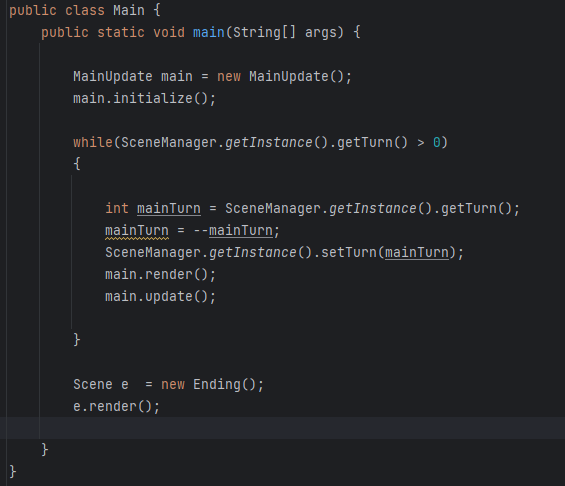 public class Main {
    public static void main(String[] args) {
        MainUpdate main = new MainUpdate();
        main.initialize();
        while(SceneManager.getInstance().getTurn() > 0)
        {
            int mainTurn = SceneManager.getInstance().getTurn();
            mainTurn = --mainTurn;
            SceneManager.getInstance().setTurn(mainTurn);
            main.render();
            main.update();
        }
        Scene e  = new Ending();
        e.render();
    }
}